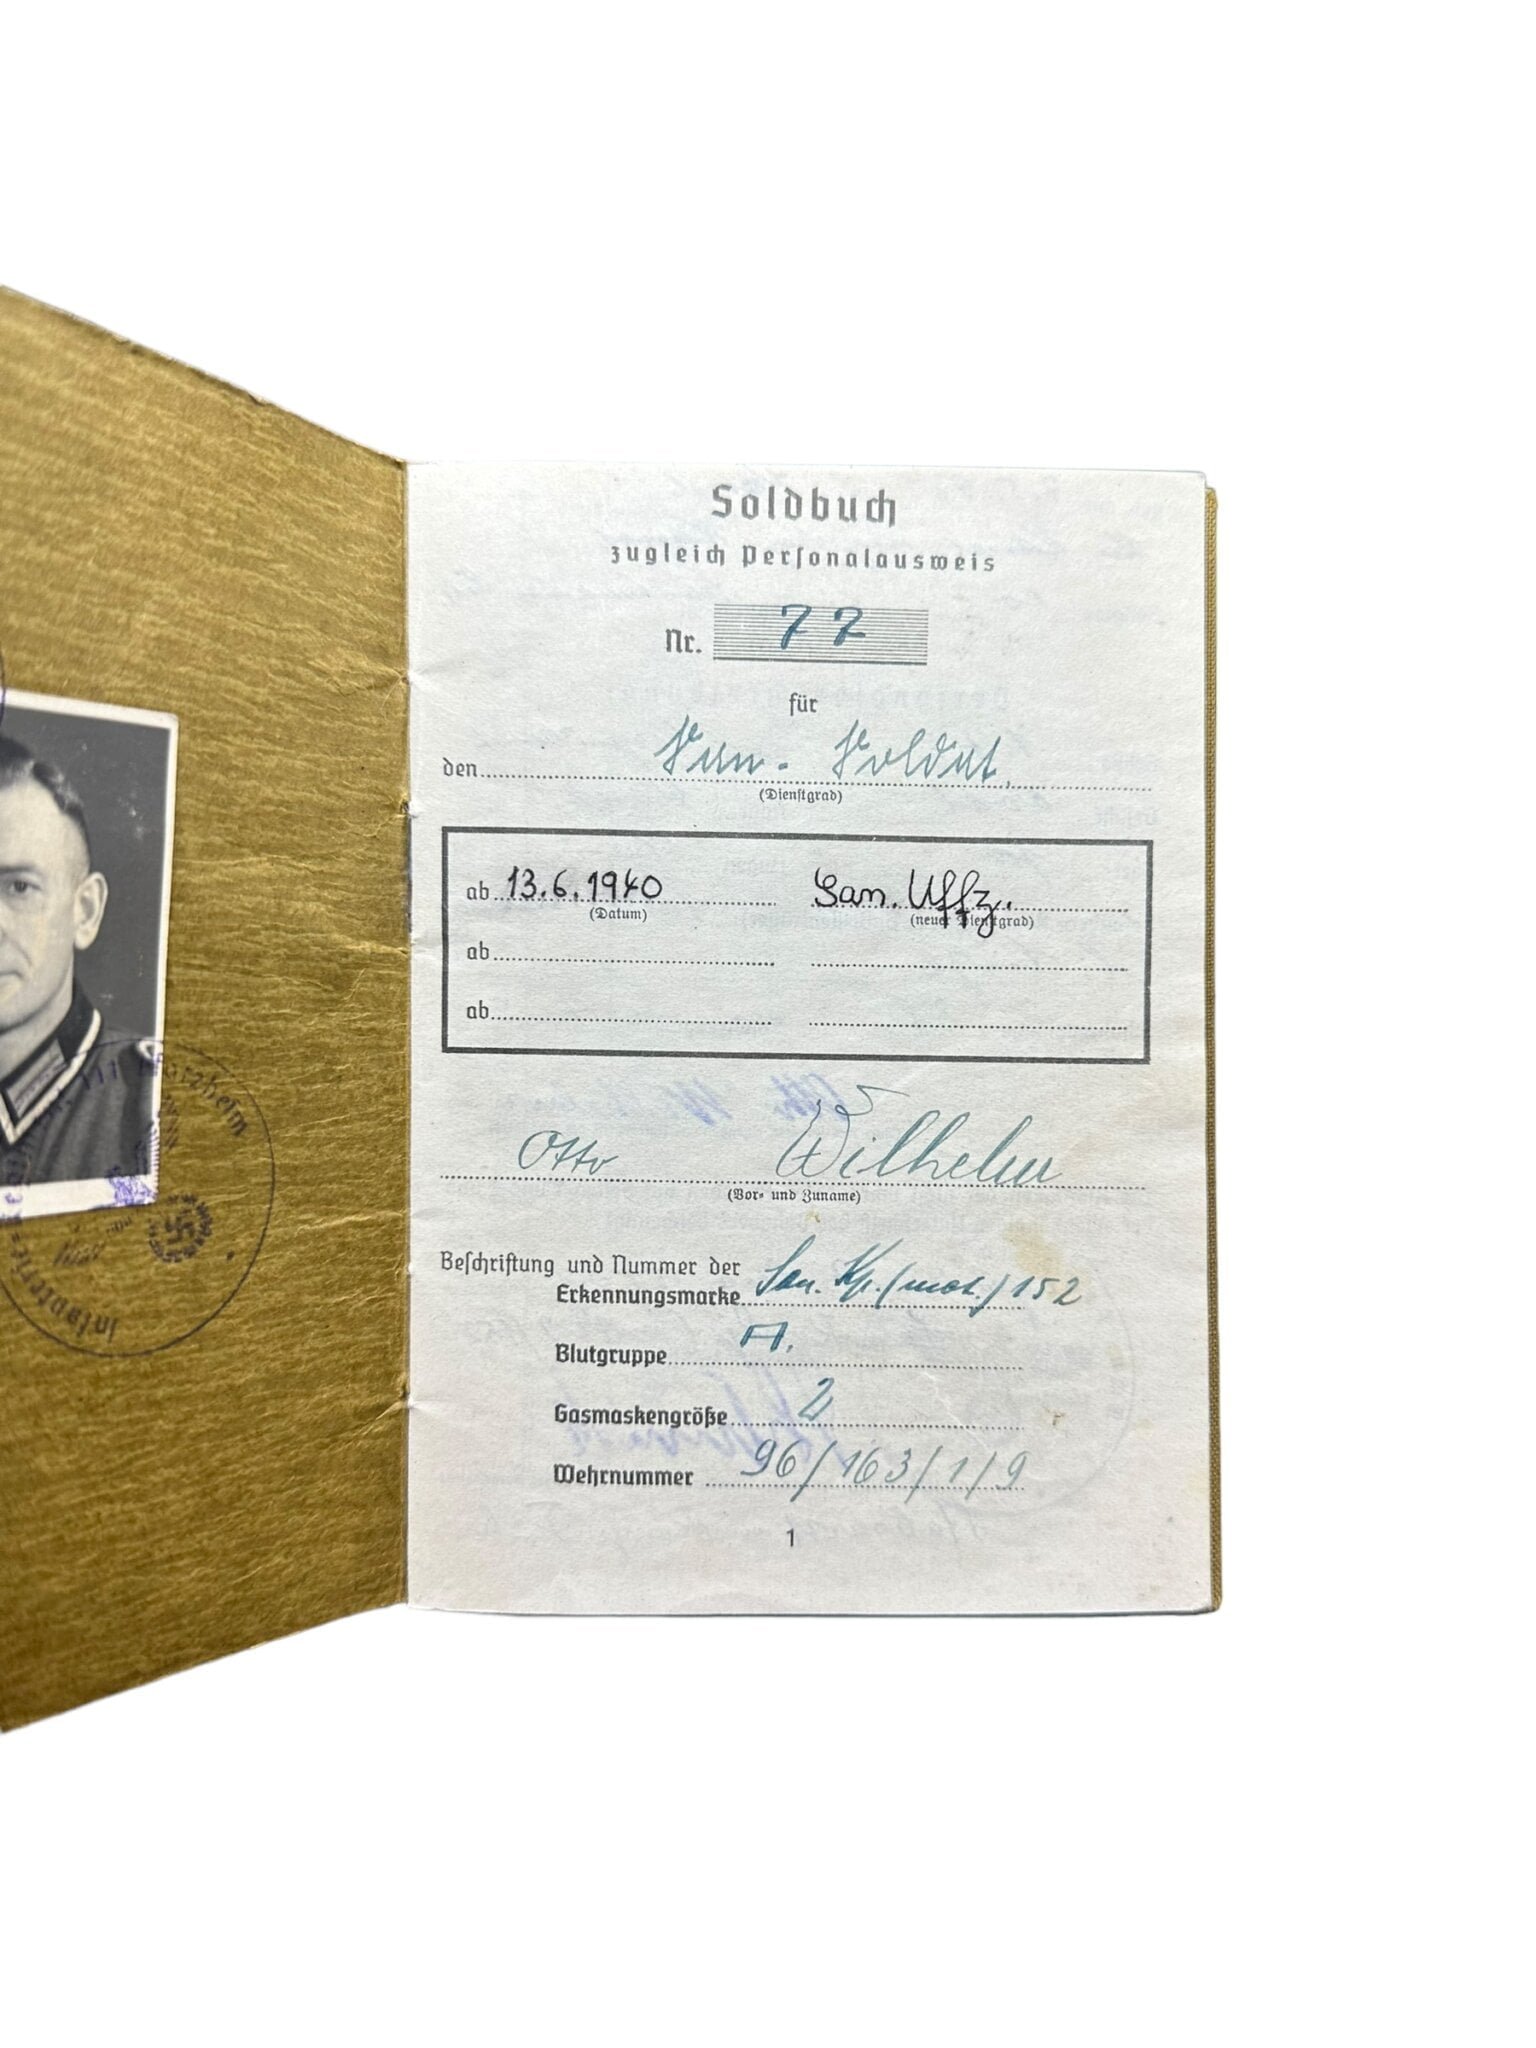 Soldbuch
zugleich Personalausweis
Nr. 77
für
den San.- Soldat.
(Dienstgrad)
ab 13.6.1940 San. Uffz.
(Datum) (neuer Dienstgrad)
ab
ab
Otto Wilhelm
(Vor- und Zuname)
Beschriftung und Nummer der
Erkennungsmarke San. Kp. (mot.) 152
Blutgruppe A.
Gasmaskengröße 2
Wehrnummer 96/163/1/9
1
Infanterie